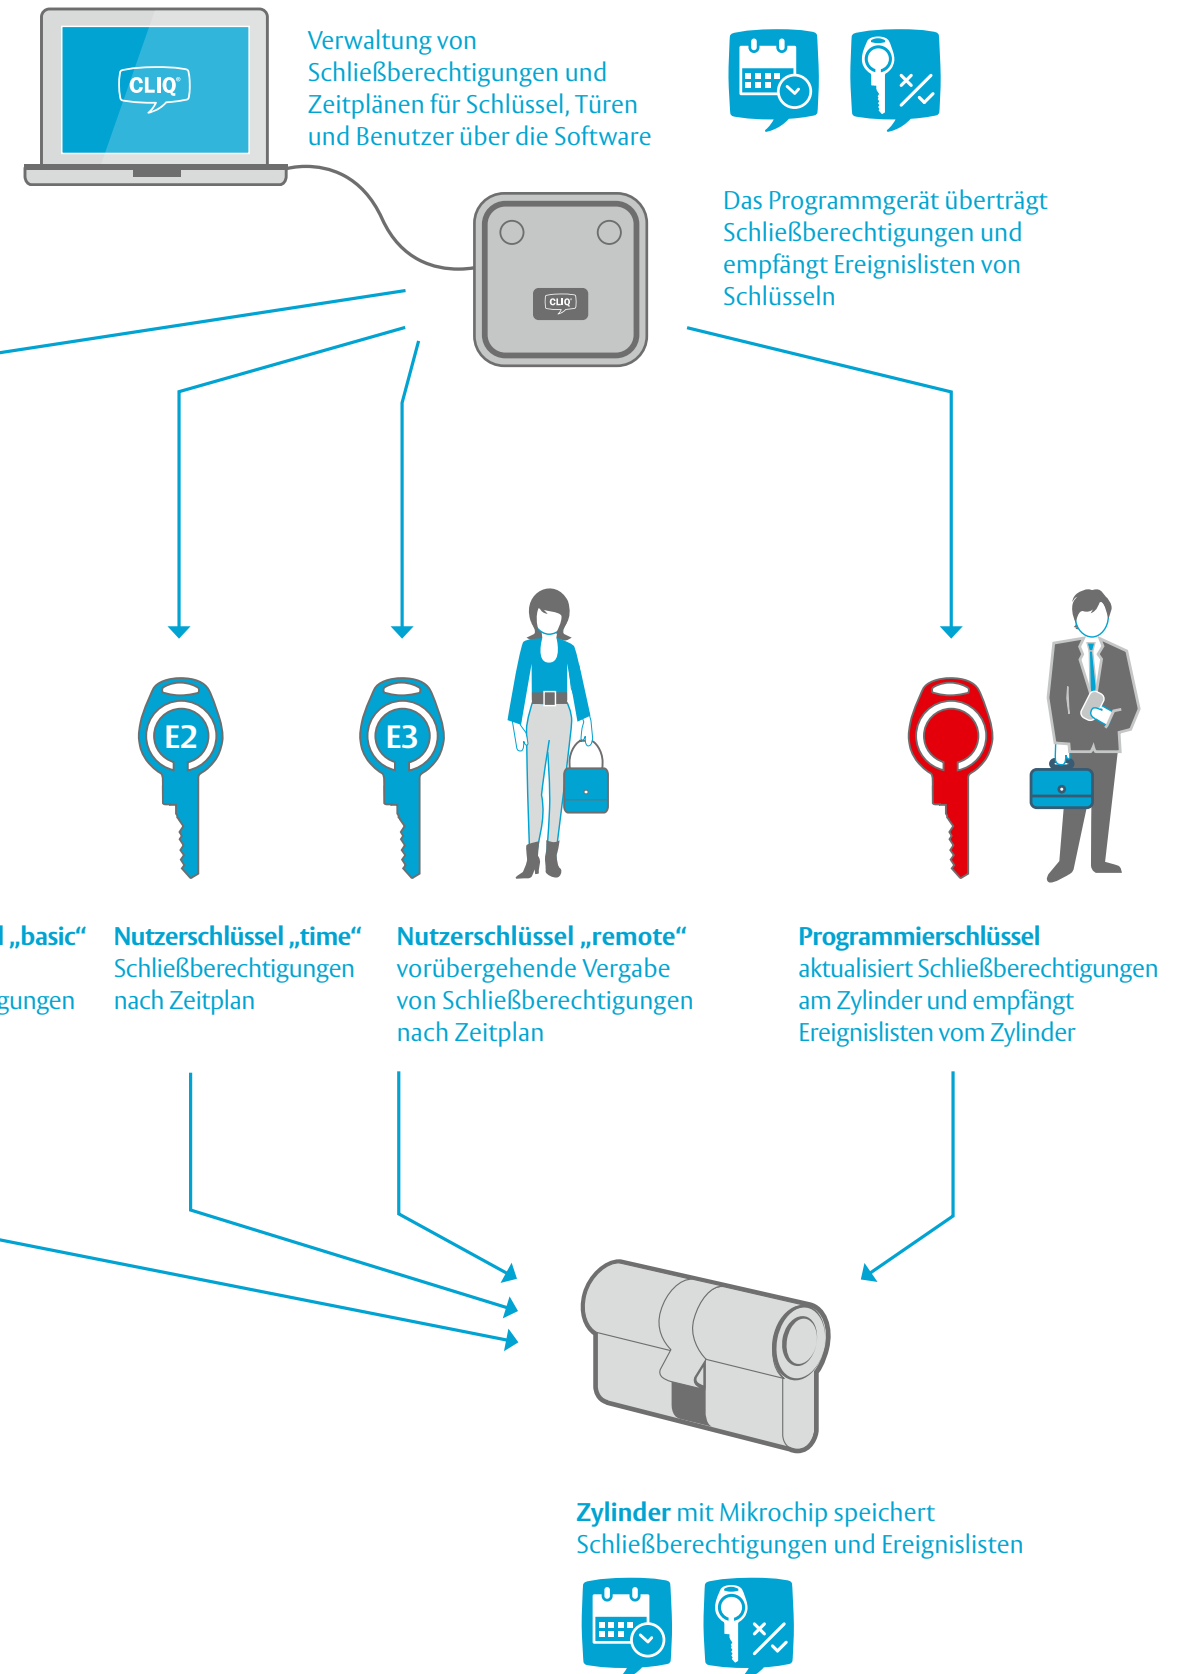 CLIQ®
Verwaltung von
Schließberechtigungen und
Zeitplänen für Schlüssel, Türen
und Benutzer über die Software
Das Programmgerät überträgt
Schließberechtigungen und
empfängt Ereignislisten von
Schlüsseln
CLIQ®
E2
E3
„basic“
Nutzerschlüssel „time“
Schließberechtigungen
nach Zeitplan
Nutzerschlüssel „remote“
vorübergehende Vergabe
von Schließberechtigungen
nach Zeitplan
Programmierschlüssel
aktualisiert Schließberechtigungen
am Zylinder und empfängt
Ereignislisten vom Zylinder
Zylinder mit Mikrochip speichert
Schließberechtigungen und Ereignislisten